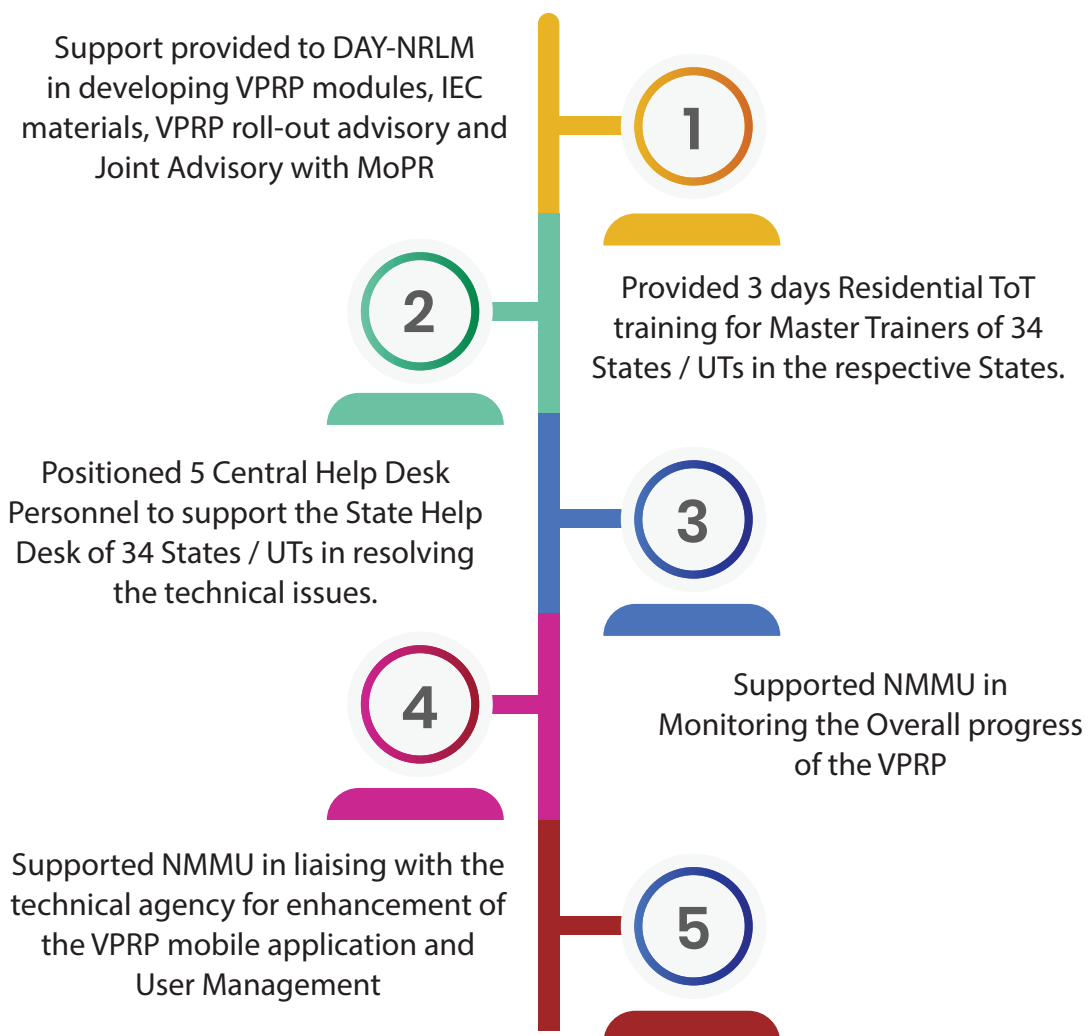 Support provided to DAY-NRLM
in developing VPRP modules, IEC
materials, VPRP roll-out advisory and
Joint Advisory with MoPR
1
2
Provided 3 days Residential ToT
training for Master Trainers of 34
States / UTs in the respective States.
Positioned 5 Central Help Desk
Personnel to support the State Help
Desk of 34 States / UTs in resolving
the technical issues.
3
4
Supported NMMU in
Monitoring the Overall progress
of the VPRP
Supported NMMU in liaising with the
technical agency for enhancement of
the VPRP mobile application and
User Management
5